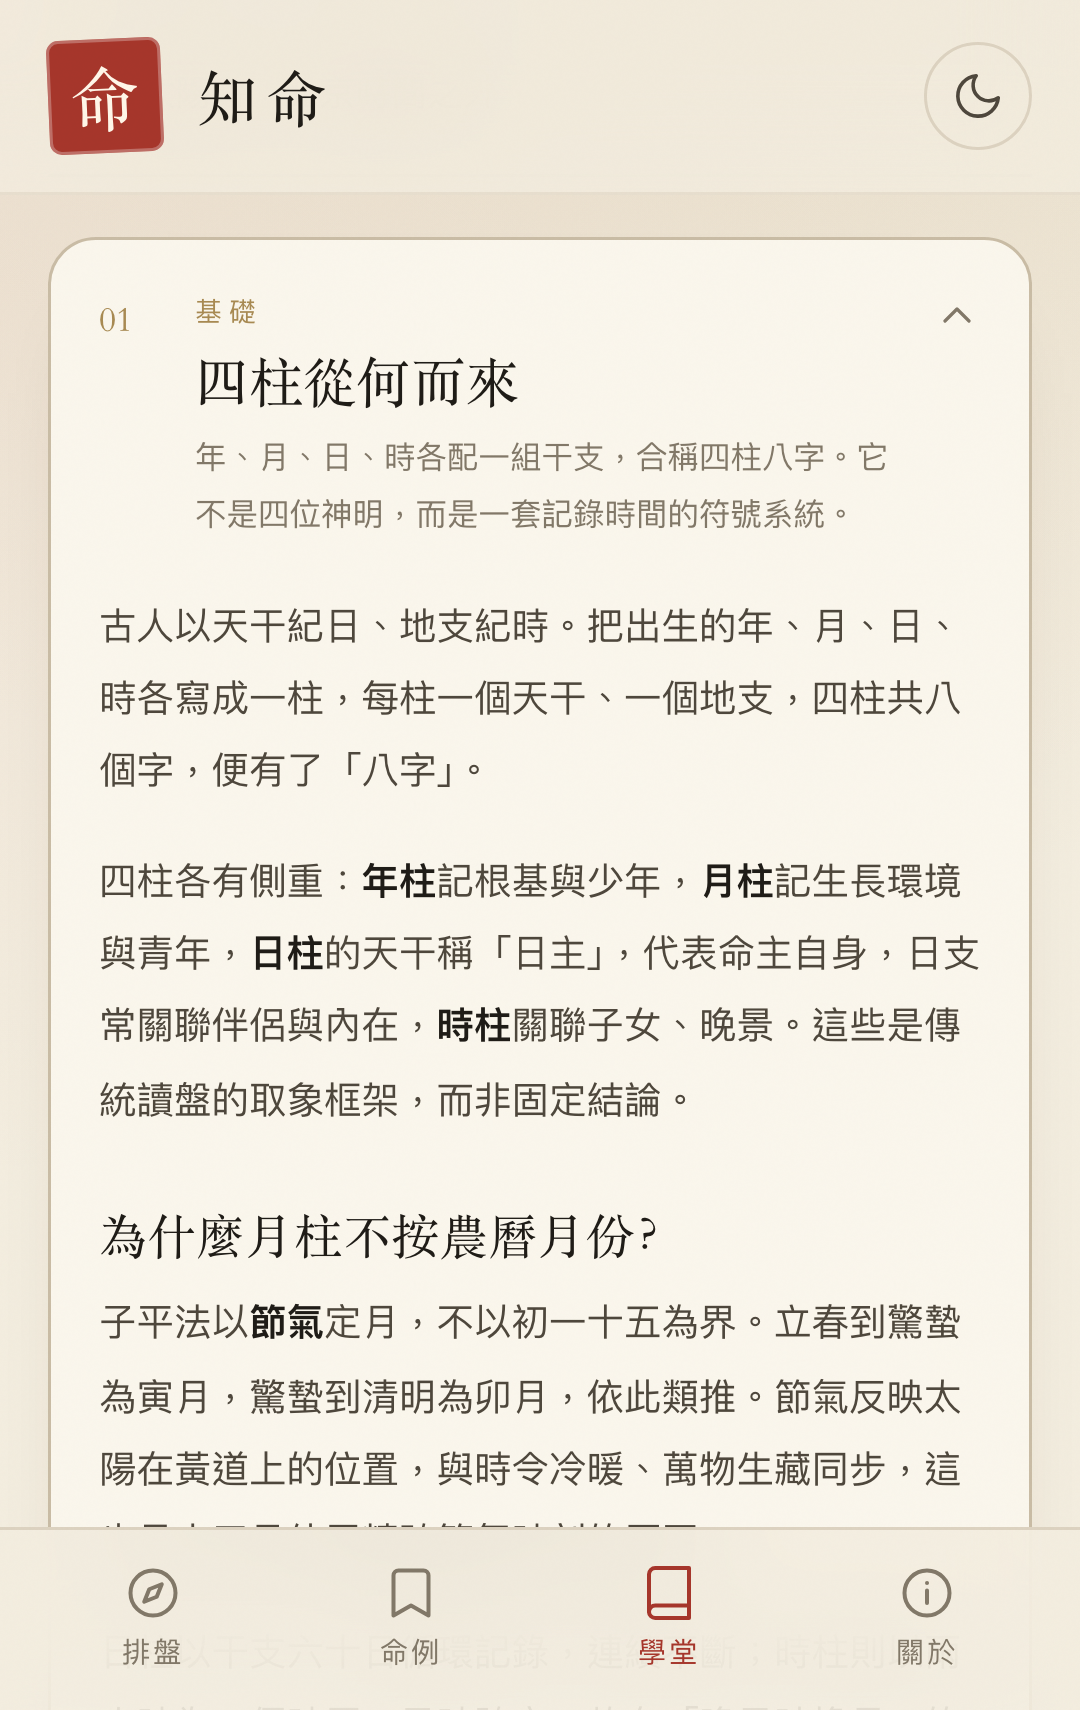 命 知命
01 基礎
四柱從何而來
年、月、日、時各配一組干支，合稱四柱八字。它
不是四位神明，而是一套記錄時間的符號系統。
古人以天干紀日、地支紀時。把出生的年、月、日、
時各寫成一柱，每柱一個天干、一個地支，四柱共八
個字，便有了「八字」。
四柱各有側重：年柱記根基與少年，月柱記生長環境
與青年，日柱的天干稱「日主」，代表命主自身，日支
常關聯伴侶與內在，時柱關聯子女、晚景。這些是傳
統讀盤的取象框架，而非固定結論。
為什麼月柱不按農曆月份？
子平法以節氣定月，不以初一十五為界。立春到驚蟄
為寅月，驚蟄到清明為卯月，依此類推。節氣反映太
陽在黃道上的位置，與時令冷暖、萬物生藏同步，這
排盤 命例 學堂 關於